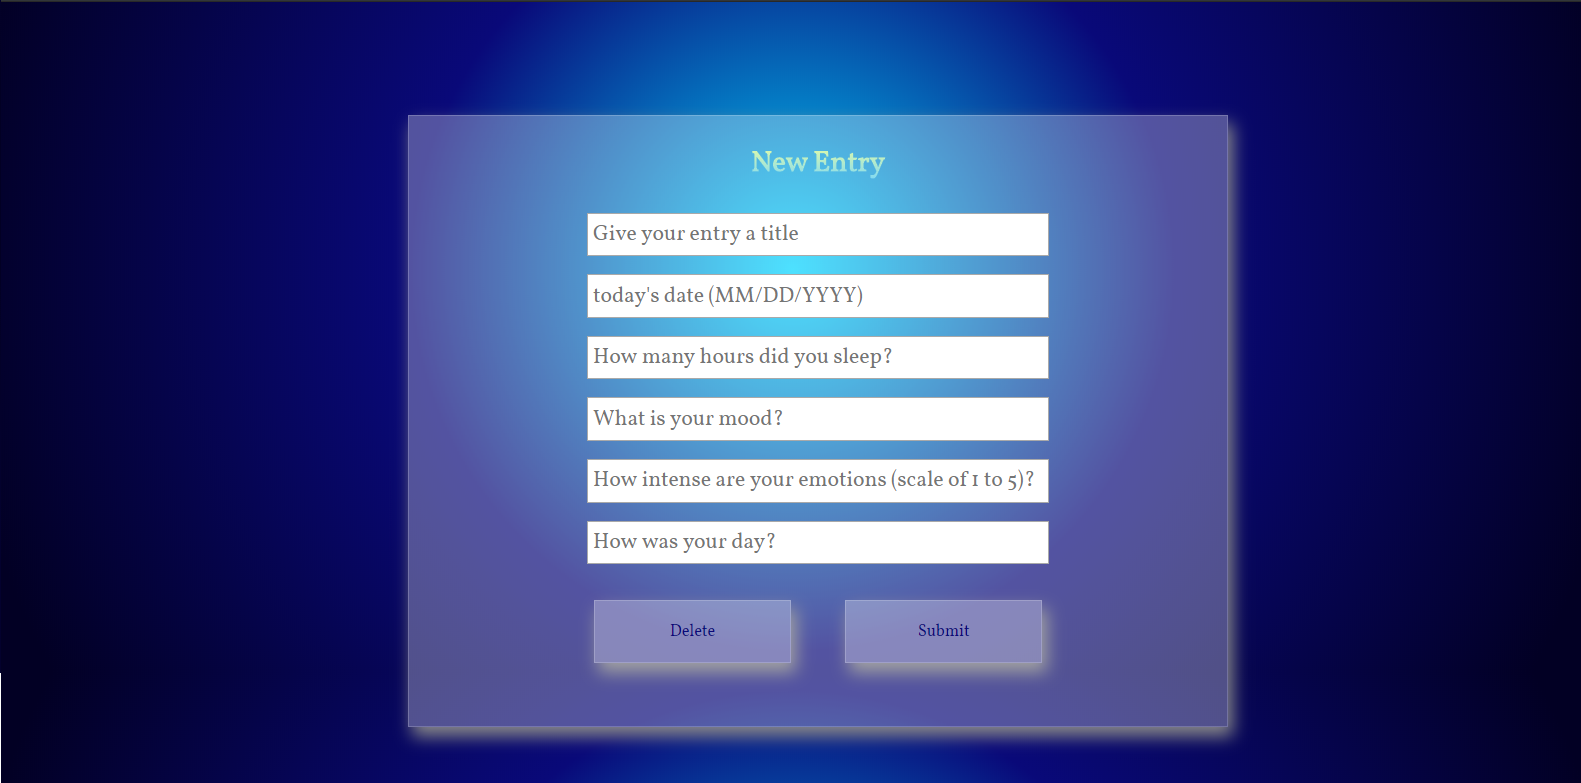 New Entry
Give your entry a title
today's date (MM/DD/YYYY)
How many hours did you sleep?
What is your mood?
How intense are your emotions (scale of 1 to 5)?
How was your day?
Delete
Submit